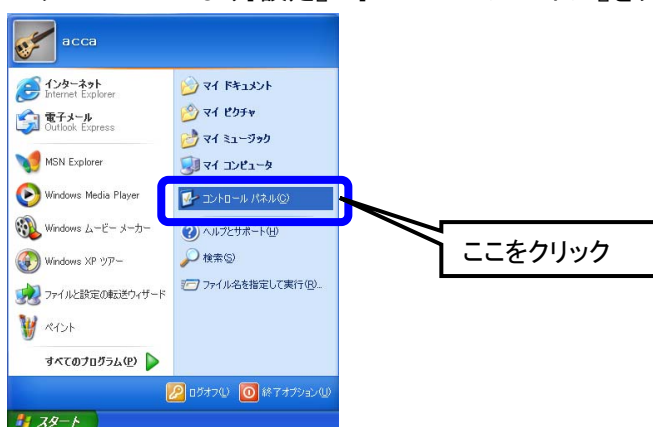 acca
インターネット
Internet Explorer
電子メール
Outlook Express
MSN Explorer
Windows Media Player
Windows ムービー メーカー
Windows XP ツアー
ファイルと設定の転送ウィザード
ペイント
すべてのプログラム(P)
マイ ドキュメント
マイ ピクチャ
マイ ミュージック
マイ コンピュータ
コントロール パネル(C)
ヘルプとサポート(H)
検索(S)
ファイル名を指定して実行(R)...
ここをクリック
ログオフ(L)
終了オプション(U)
スタート